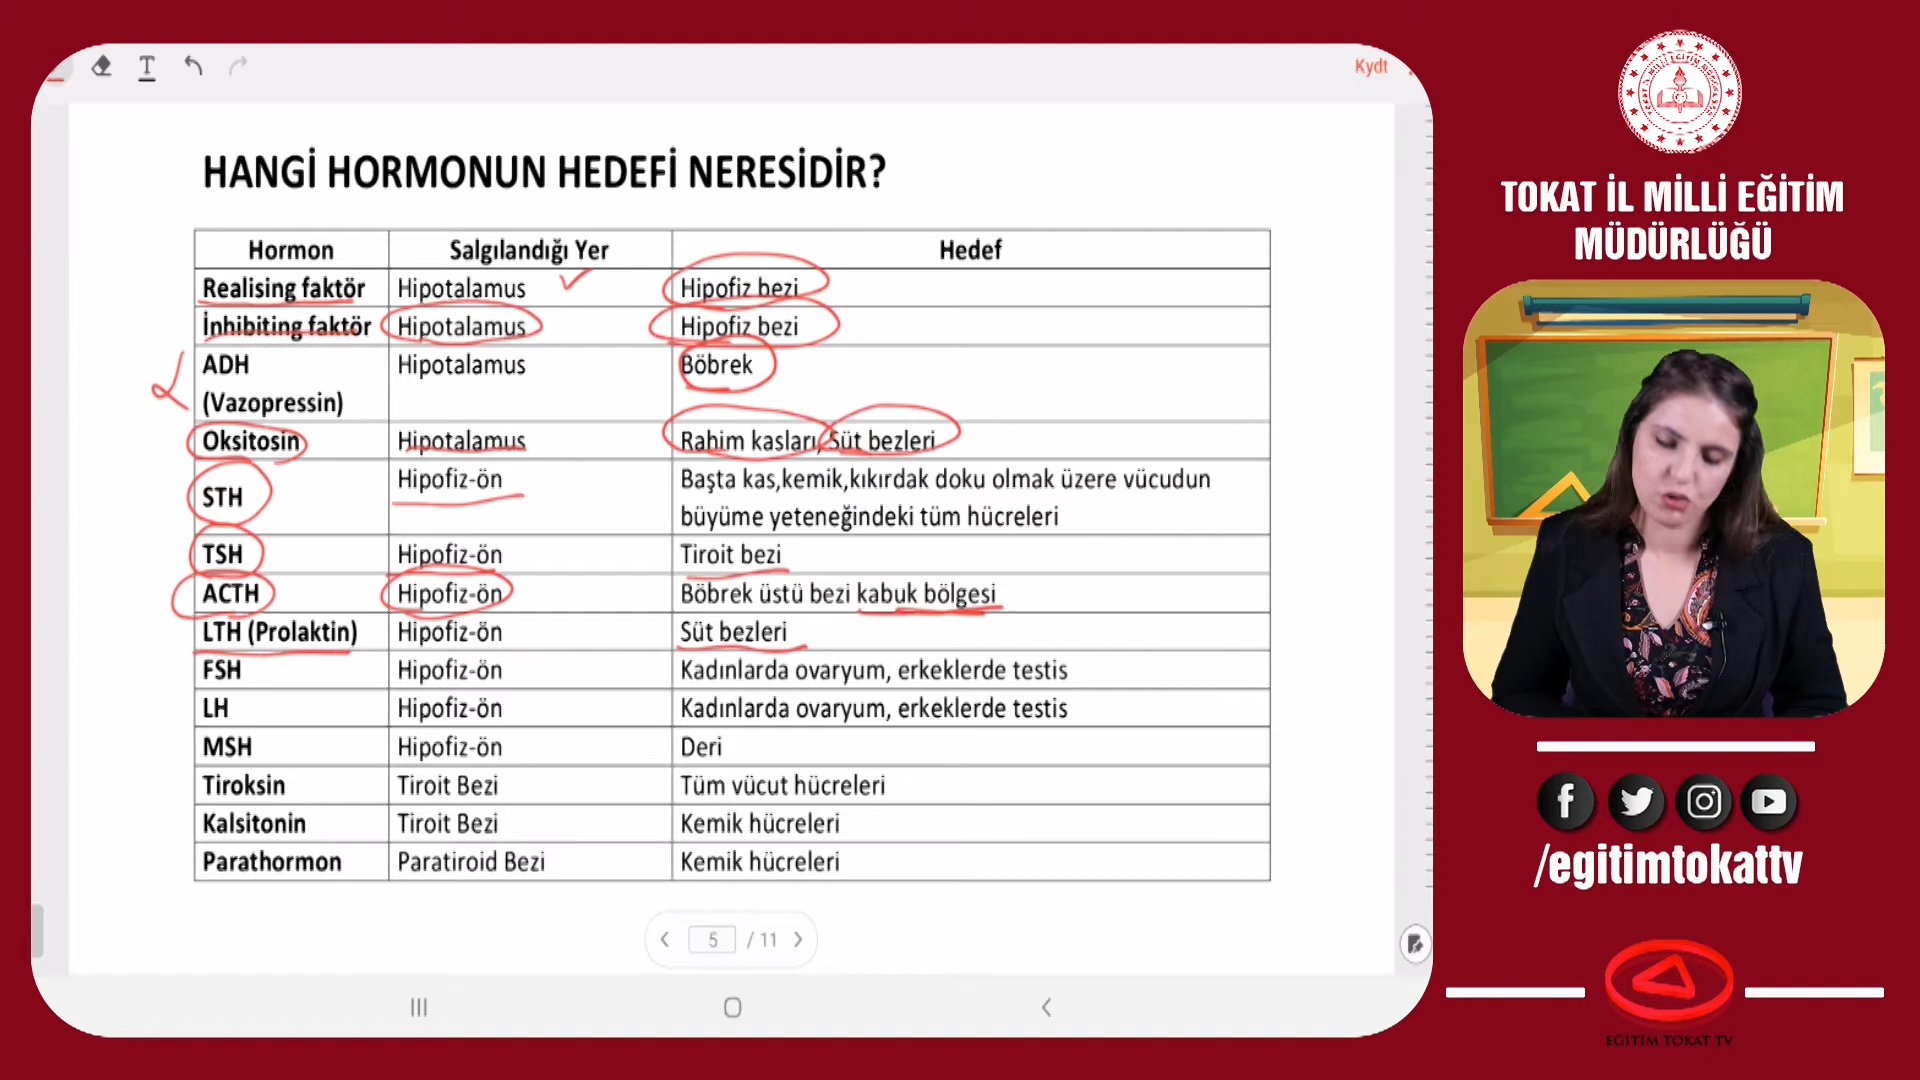 Kydt
HANGİ HORMONUN HEDEFİ NERESİDİR?
Hormon Salgılandığı Yer Hedef
Realising faktör Hipotalamus Hipofiz bezi
İnhibiting faktör Hipotalamus Hipofiz bezi
ADH Hipotalamus Böbrek
(Vazopressin)
Oksitosin Hipotalamus Rahim kasları, Süt bezleri
STH Hipofiz-ön Başta kas,kemik,kıkırdak doku olmak üzere vücudun
büyüme yeteneğindeki tüm hücreleri
TSH Hipofiz-ön Tiroit bezi
ACTH Hipofiz-ön Böbrek üstü bezi kabuk bölgesi
LTH (Prolaktin) Hipofiz-ön Süt bezleri
FSH Hipofiz-ön Kadınlarda ovaryum, erkeklerde testis
LH Hipofiz-ön Kadınlarda ovaryum, erkeklerde testis
MSH Hipofiz-ön Deri
Tiroksin Tiroit Bezi Tüm vücut hücreleri
Kalsitonin Tiroit Bezi Kemik hücreleri
Parathormon Paratiroid Bezi Kemik hücreleri
5 / 11
TOKAT İL MİLLİ EĞİTİM
MÜDÜRLÜĞÜ
/egitimtokattv
EĞİTİM TOKAT TV